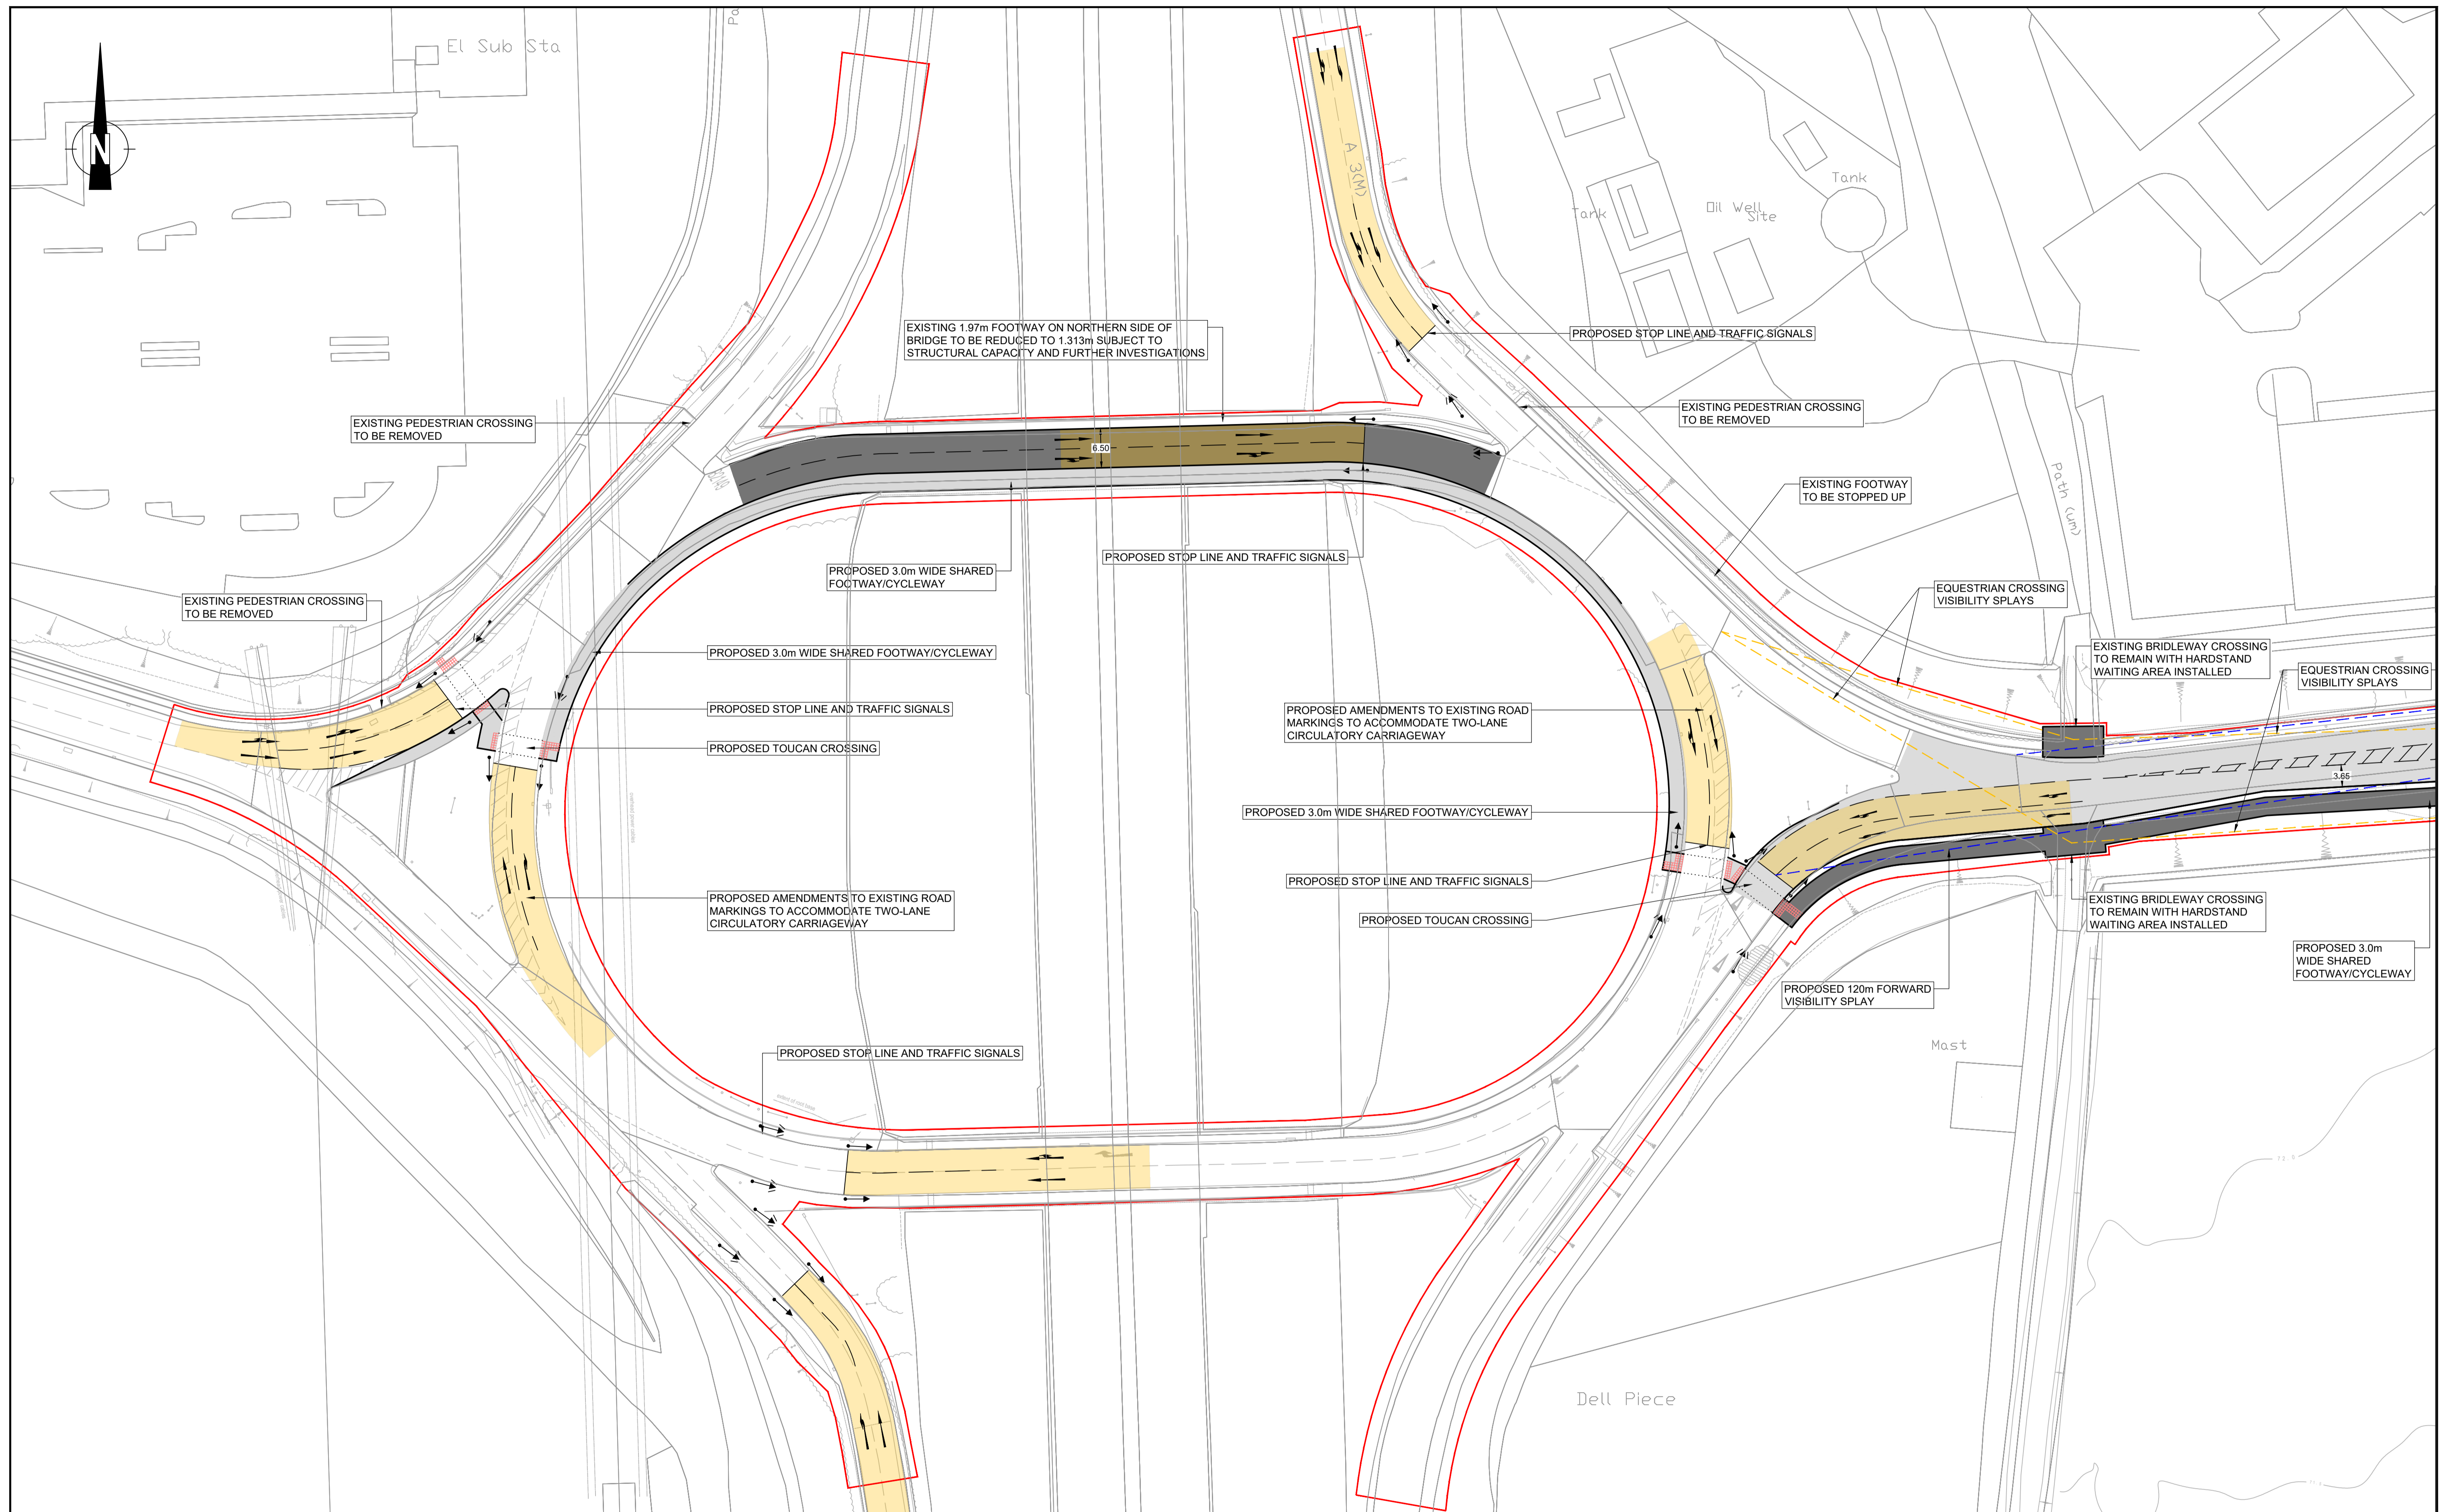 El Sub Sta
N
Pa
A 3(M)
Tank
Tank
Oil Well
Site
EXISTING 1.97m FOOTWAY ON NORTHERN SIDE OF
BRIDGE TO BE REDUCED TO 1.313m SUBJECT TO
STRUCTURAL CAPACITY AND FURTHER INVESTIGATIONS
PROPOSED STOP LINE AND TRAFFIC SIGNALS
EXISTING PEDESTRIAN CROSSING
TO BE REMOVED
EXISTING PEDESTRIAN CROSSING
TO BE REMOVED
6.50
EXISTING FOOTWAY
TO BE STOPPED UP
Path (um)
PROPOSED STOP LINE AND TRAFFIC SIGNALS
PROPOSED 3.0m WIDE SHARED
FOOTWAY/CYCLEWAY
EXISTING PEDESTRIAN CROSSING
TO BE REMOVED
EQUESTRIAN CROSSING
VISIBILITY SPLAYS
PROPOSED 3.0m WIDE SHARED FOOTWAY/CYCLEWAY
EXISTING BRIDLEWAY CROSSING
TO REMAIN WITH HARDSTAND
WAITING AREA INSTALLED
EQUESTRIAN CROSSING
VISIBILITY SPLAYS
PROPOSED STOP LINE AND TRAFFIC SIGNALS
PROPOSED AMENDMENTS TO EXISTING ROAD
MARKINGS TO ACCOMMODATE TWO-LANE
CIRCULATORY CARRIAGEWAY
PROPOSED TOUCAN CROSSING
3.65
PROPOSED 3.0m WIDE SHARED FOOTWAY/CYCLEWAY
PROPOSED STOP LINE AND TRAFFIC SIGNALS
PROPOSED AMENDMENTS TO EXISTING ROAD
MARKINGS TO ACCOMMODATE TWO-LANE
CIRCULATORY CARRIAGEWAY
PROPOSED TOUCAN CROSSING
EXISTING BRIDLEWAY CROSSING
TO REMAIN WITH HARDSTAND
WAITING AREA INSTALLED
PROPOSED 3.0m
WIDE SHARED
FOOTWAY/CYCLEWAY
PROPOSED 120m FORWARD
VISIBILITY SPLAY
PROPOSED STOP LINE AND TRAFFIC SIGNALS
Mast
Dell Piece